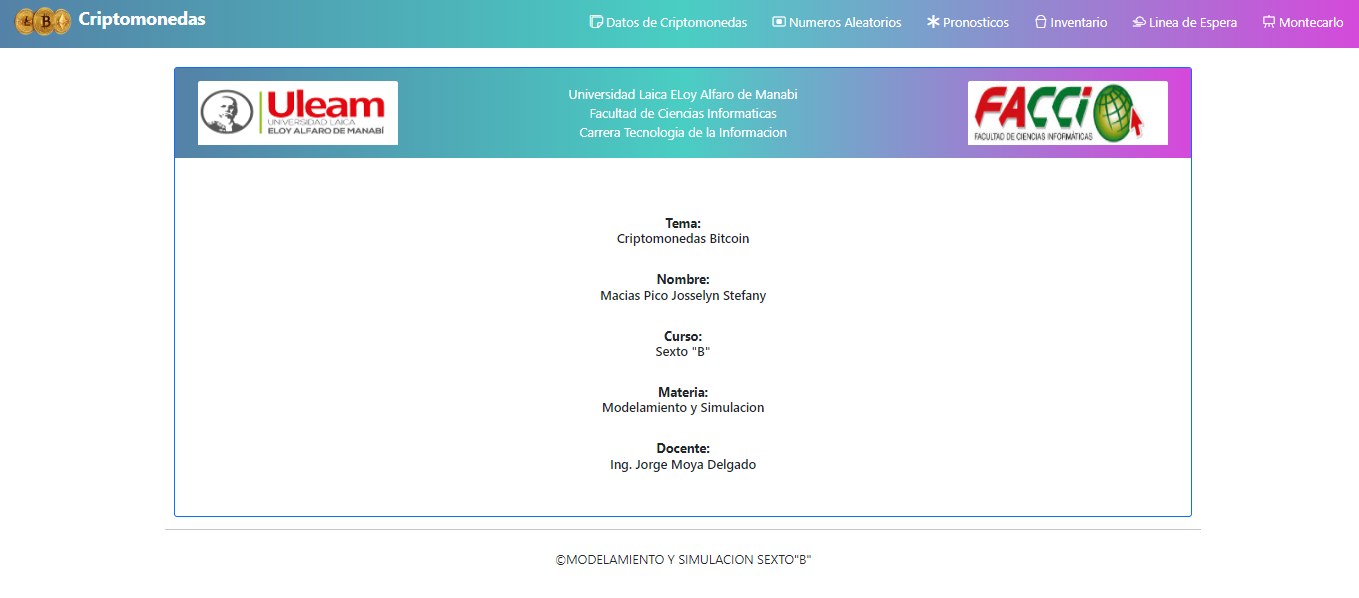 Criptomonedas
Datos de Criptomonedas
Numeros Aleatorios
Pronosticos
Inventario
Linea de Espera
Montecarlo
Uleam
UNIVERSIDAD LAICA
ELOY ALFARO DE MANABÍ
Universidad Laica ELoy Alfaro de Manabi
Facultad de Ciencias Informaticas
Carrera Tecnologia de la Informacion
FACCI
FACULTAD DE CIENCIAS INFORMÁTICAS
Tema:
Criptomonedas Bitcoin
Nombre:
Macias Pico Josselyn Stefany
Curso:
Sexto "B"
Materia:
Modelamiento y Simulacion
Docente:
Ing. Jorge Moya Delgado
©MODELAMIENTO Y SIMULACION SEXTO"B"